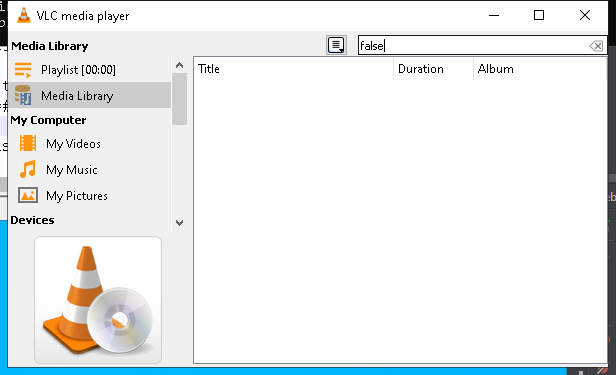 VLC media player
Media Library
false
Playlist [00:00]
Title Duration Album
Media Library
My Computer
My Videos
My Music
My Pictures
Devices